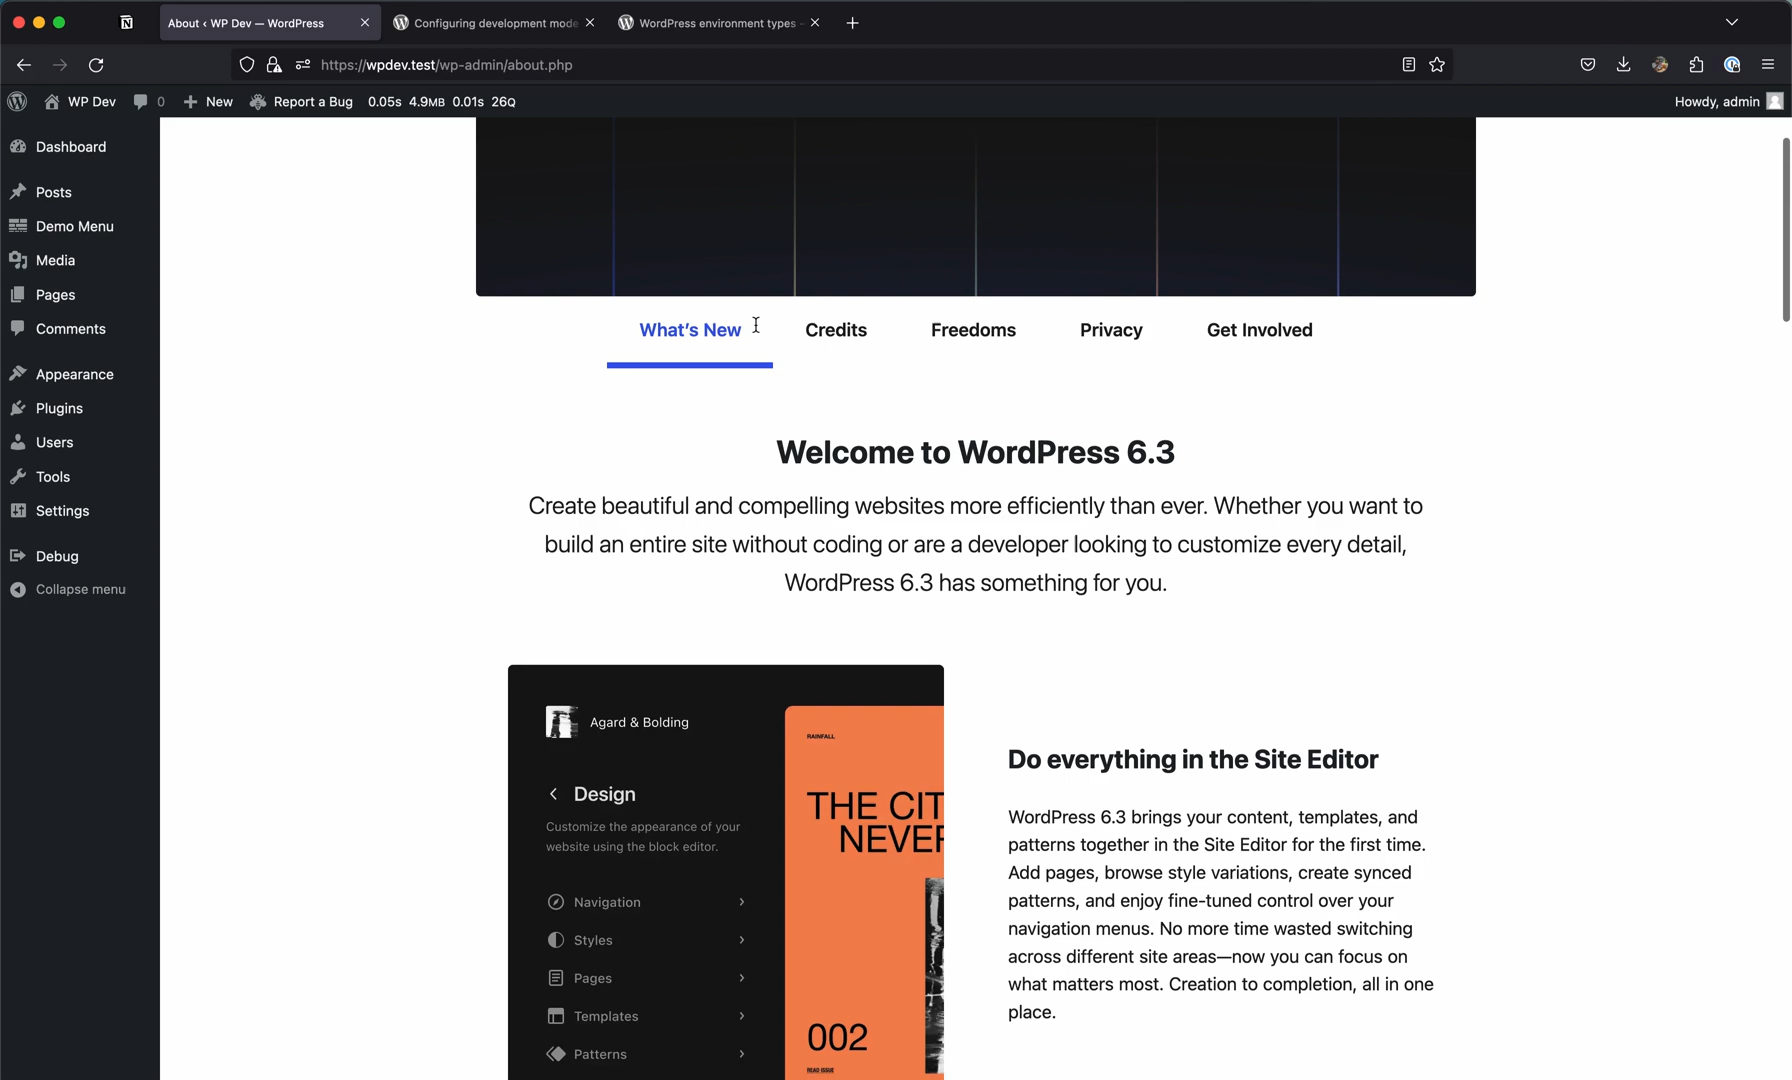 About ‹ WP Dev — WordPress
Configuring development mode
WordPress environment types -
https://wpdev.test/wp-admin/about.php
WP Dev
0
New
Report a Bug
0.05s 4.9MB 0.01s 26Q
Howdy, admin
Dashboard
Posts
Demo Menu
Media
Pages
Comments
Appearance
Plugins
Users
Tools
Settings
Debug
Collapse menu
What’s New
Credits
Freedoms
Privacy
Get Involved
Welcome to WordPress 6.3
Create beautiful and compelling websites more efficiently than ever. Whether you want to
build an entire site without coding or are a developer looking to customize every detail,
WordPress 6.3 has something for you.
Agard & Bolding
Design
Customize the appearance of your
website using the block editor.
Navigation
Styles
Pages
Templates
Patterns
RAINFALL
THE CIT
NEVER
002
READ ISSUE
Do everything in the Site Editor
WordPress 6.3 brings your content, templates, and
patterns together in the Site Editor for the first time.
Add pages, browse style variations, create synced
patterns, and enjoy fine-tuned control over your
navigation menus. No more time wasted switching
across different site areas—now you can focus on
what matters most. Creation to completion, all in one
place.